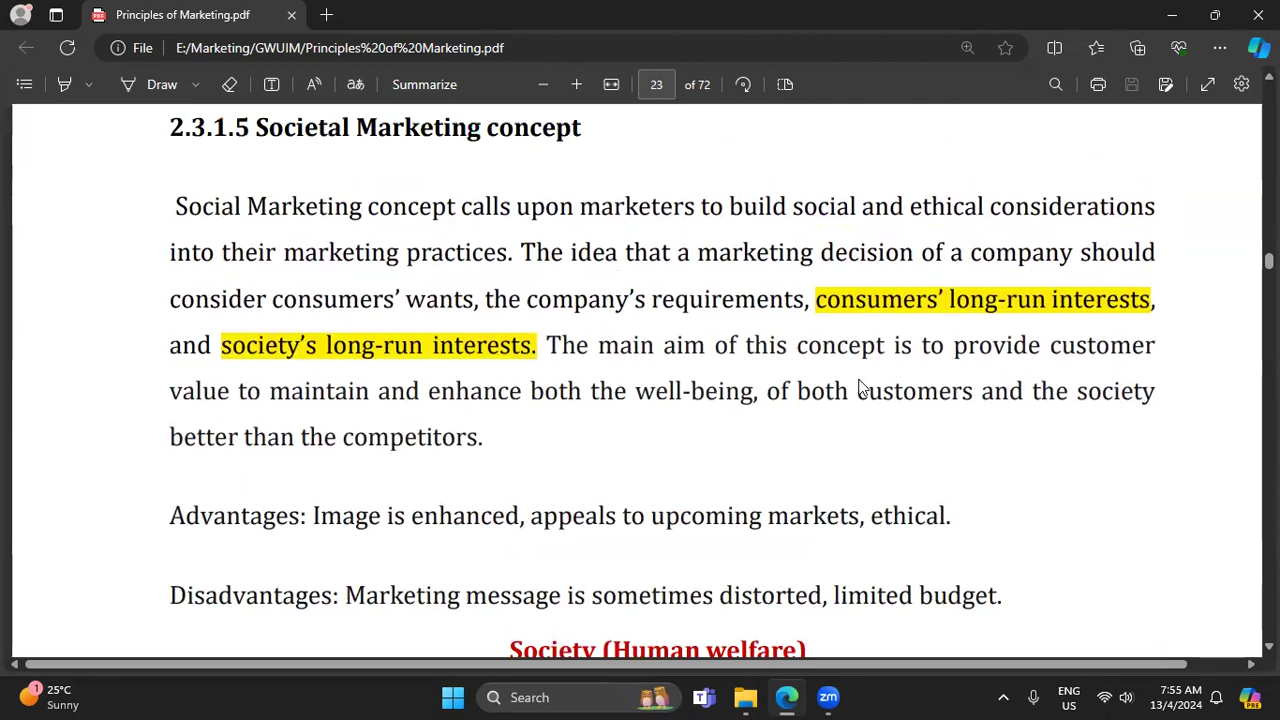 Principles of Marketing.pdf
File E:/Marketing/GWUIM/Principles%20of%20Marketing.pdf
Draw
Summarize
23 of 72
2.3.1.5 Societal Marketing concept
Social Marketing concept calls upon marketers to build social and ethical considerations
into their marketing practices. The idea that a marketing decision of a company should
consider consumers’ wants, the company’s requirements, consumers’ long-run interests,
and society’s long-run interests. The main aim of this concept is to provide customer
value to maintain and enhance both the well-being, of both customers and the society
better than the competitors.
Advantages: Image is enhanced, appeals to upcoming markets, ethical.
Disadvantages: Marketing message is sometimes distorted, limited budget.
Society (Human welfare)
1
25°C
Sunny
Search
zm
ENG
US
7:55 AM
13/4/2024
PRE